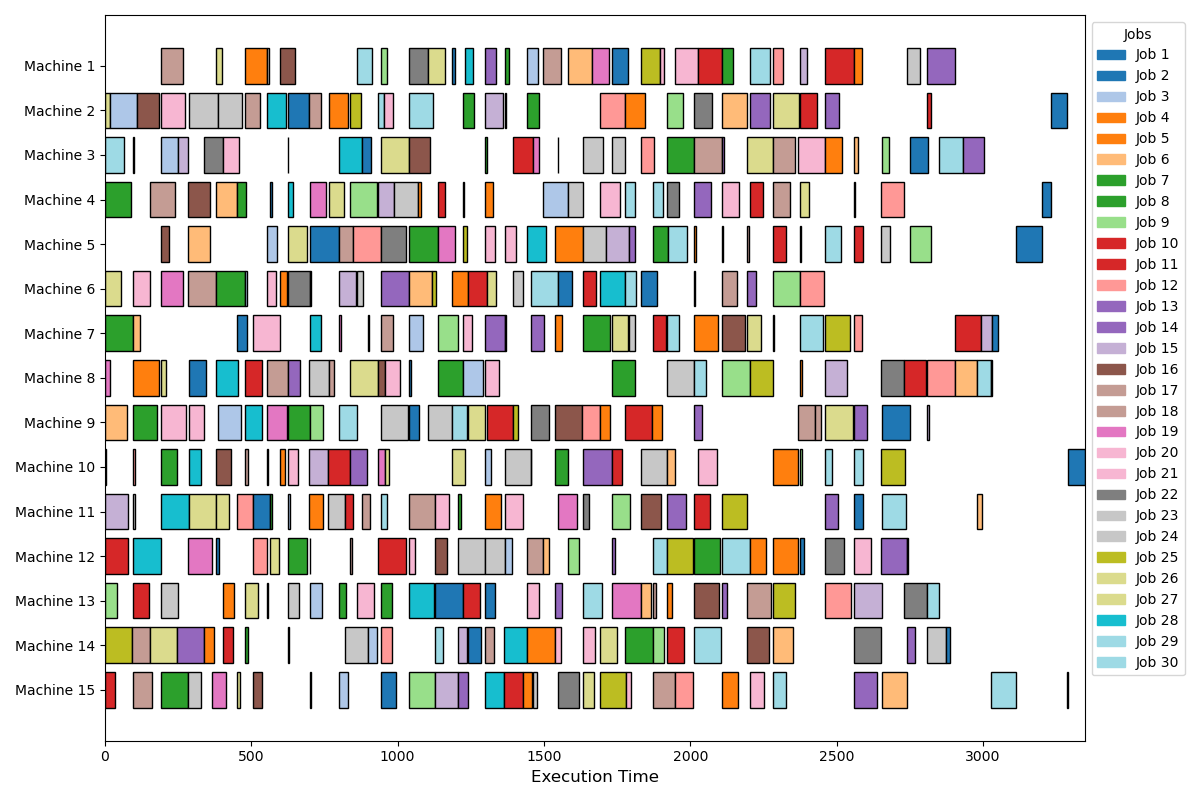 Machine 1
Machine 2
Machine 3
Machine 4
Machine 5
Machine 6
Machine 7
Machine 8
Machine 9
Machine 10
Machine 11
Machine 12
Machine 13
Machine 14
Machine 15
0 500 1000 1500 2000 2500 3000
Execution Time
Jobs
Job 1
Job 2
Job 3
Job 4
Job 5
Job 6
Job 7
Job 8
Job 9
Job 10
Job 11
Job 12
Job 13
Job 14
Job 15
Job 16
Job 17
Job 18
Job 19
Job 20
Job 21
Job 22
Job 23
Job 24
Job 25
Job 26
Job 27
Job 28
Job 29
Job 30